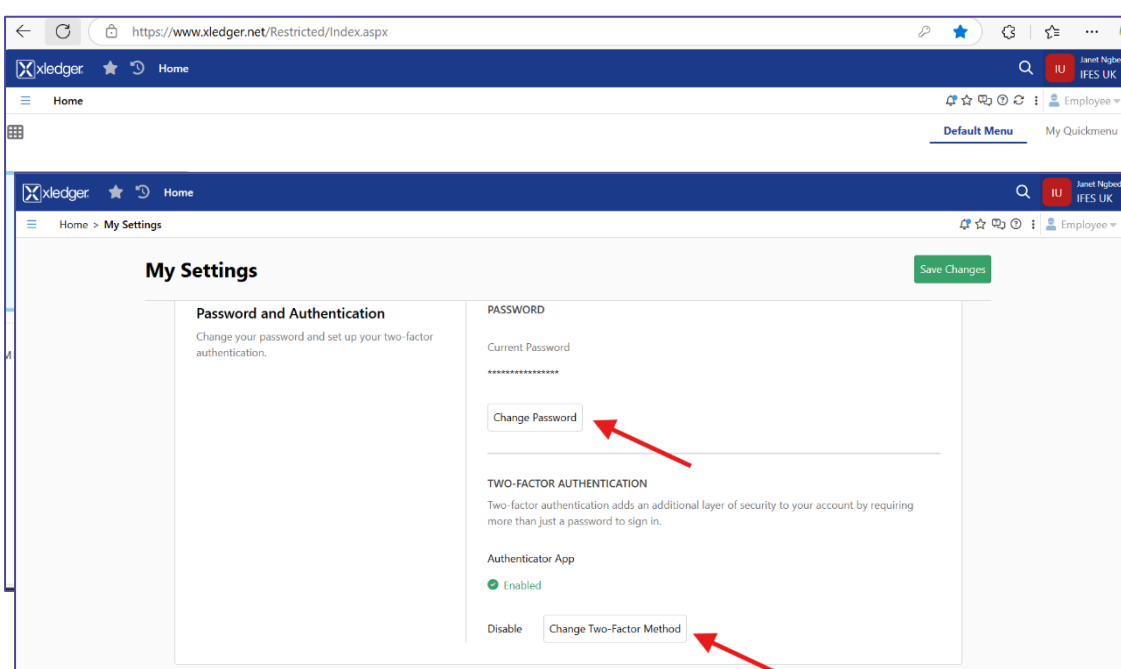 https://www.xledger.net/Restricted/Index.aspx
xledger Home
IU Janet Ngbe
IFES UK
Home
Employee
Default Menu My Quickmenu
xledger Home
IU Janet Ngbed
IFES UK
Home > My Settings
Employee
My Settings
Save Changes
Password and Authentication
Change your password and set up your two-factor
authentication.
PASSWORD
Current Password
****************
Change Password
TWO-FACTOR AUTHENTICATION
Two-factor authentication adds an additional layer of security to your account by requiring
more than just a password to sign in.
Authenticator App
Enabled
Disable Change Two-Factor Method